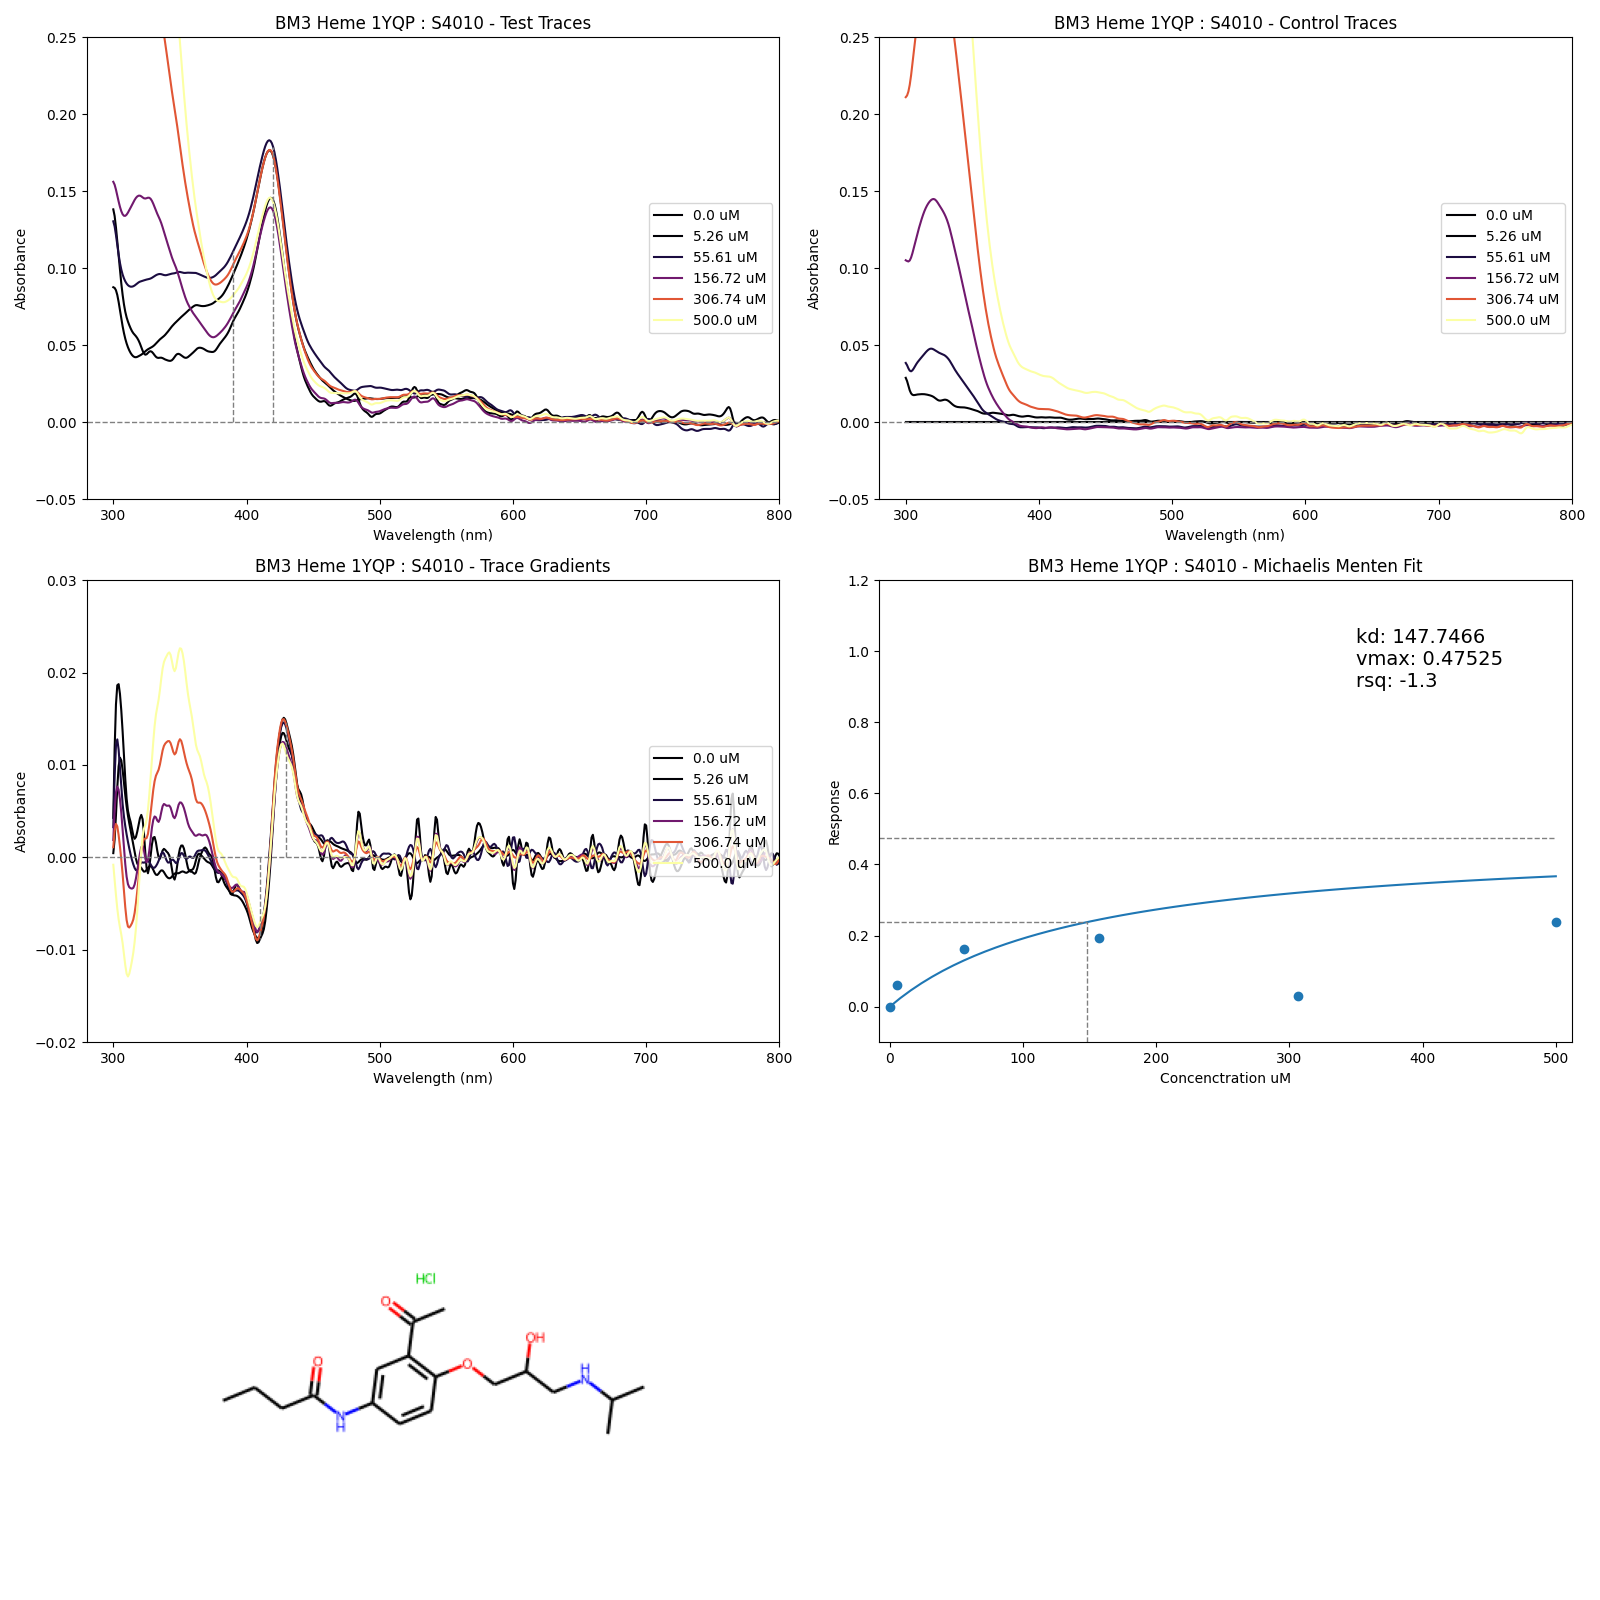 BM3 Heme 1YQP : S4010 - Test Traces
0.25
0.20
0.15
0.10
0.05
0.00
−0.05
Absorbance
300 400 500 600 700 800
Wavelength (nm)
0.0 uM
5.26 uM
55.61 uM
156.72 uM
306.74 uM
500.0 uM
BM3 Heme 1YQP : S4010 - Control Traces
0.25
0.20
0.15
0.10
0.05
0.00
−0.05
Absorbance
300 400 500 600 700 800
Wavelength (nm)
0.0 uM
5.26 uM
55.61 uM
156.72 uM
306.74 uM
500.0 uM
BM3 Heme 1YQP : S4010 - Trace Gradients
0.03
0.02
0.01
0.00
−0.01
−0.02
Absorbance
300 400 500 600 700 800
Wavelength (nm)
0.0 uM
5.26 uM
55.61 uM
156.72 uM
306.74 uM
500.0 uM
BM3 Heme 1YQP : S4010 - Michaelis Menten Fit
1.2
1.0
0.8
0.6
0.4
0.2
0.0
Response
kd: 147.7466
vmax: 0.47525
rsq: -1.3
0 100 200 300 400 500
Concenctration uM
HCl
O
OH
O
O
H
N
N
H